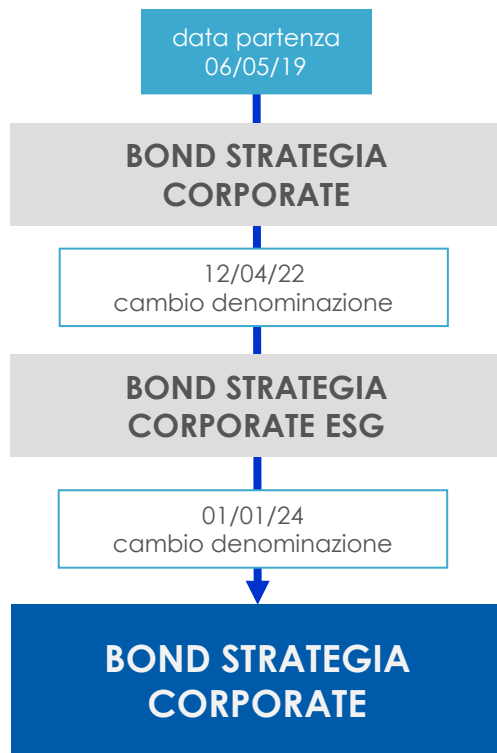 data partenza
06/05/19
BOND STRATEGIA
CORPORATE
12/04/22
cambio denominazione
BOND STRATEGIA
CORPORATE ESG
01/01/24
cambio denominazione
BOND STRATEGIA
CORPORATE